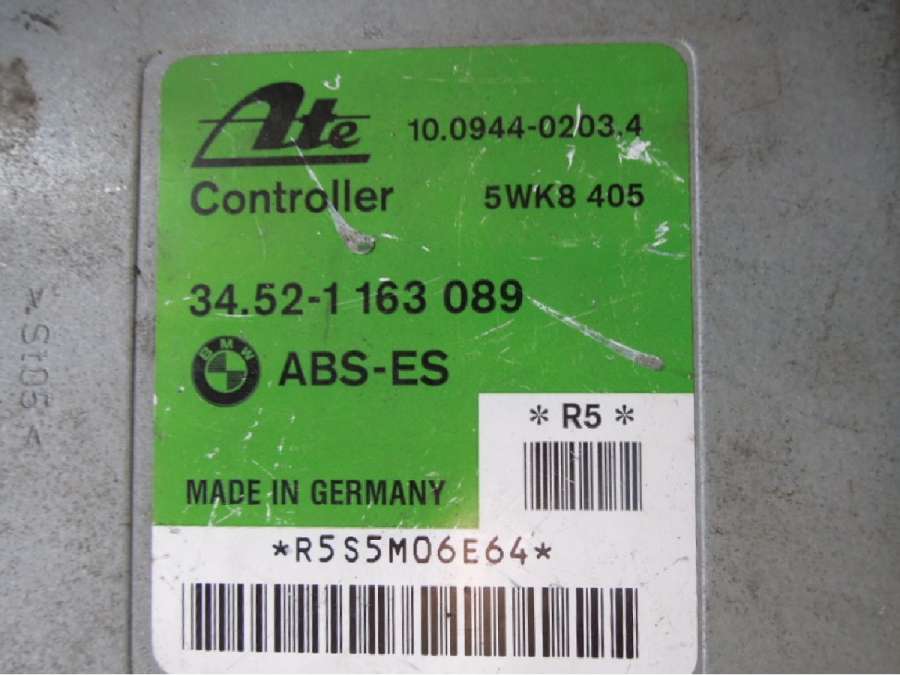 Ate 10.0944-0203.4
Controller 5WK8 405
34.52-1 163 089
BMW ABS-ES
* R5 *
MADE IN GERMANY
*R5S5M06E64*